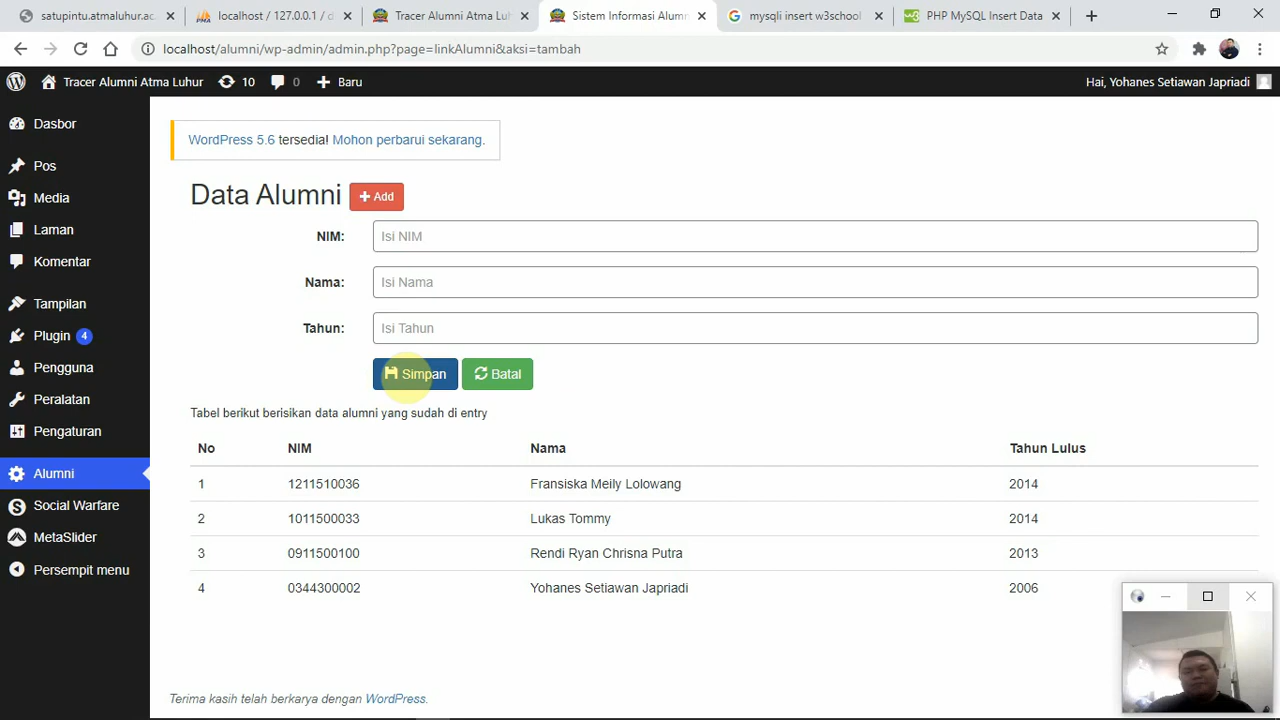 satupintu.atmaluhur.ac
localhost / 127.0.0.1 / d
Tracer Alumni Atma Luh
Sistem Informasi Alumn
mysqli insert w3school
PHP MySQL Insert Data
localhost/alumni/wp-admin/admin.php?page=linkAlumni&aksi=tambah
Tracer Alumni Atma Luhur
10
0
Baru
Hai, Yohanes Setiawan Japriadi
Dasbor
Pos
Media
Laman
Komentar
Tampilan
Plugin 4
Pengguna
Peralatan
Pengaturan
Alumni
Social Warfare
MetaSlider
Persempit menu
WordPress 5.6 tersedia! Mohon perbarui sekarang.
Data Alumni + Add
NIM: Isi NIM
Nama: Isi Nama
Tahun: Isi Tahun
Simpan Batal
Tabel berikut berisikan data alumni yang sudah di entry
No NIM Nama Tahun Lulus
1 1211510036 Fransiska Meily Lolowang 2014
2 1011500033 Lukas Tommy 2014
3 0911500100 Rendi Ryan Chrisna Putra 2013
4 0344300002 Yohanes Setiawan Japriadi 2006
Terima kasih telah berkarya dengan WordPress.